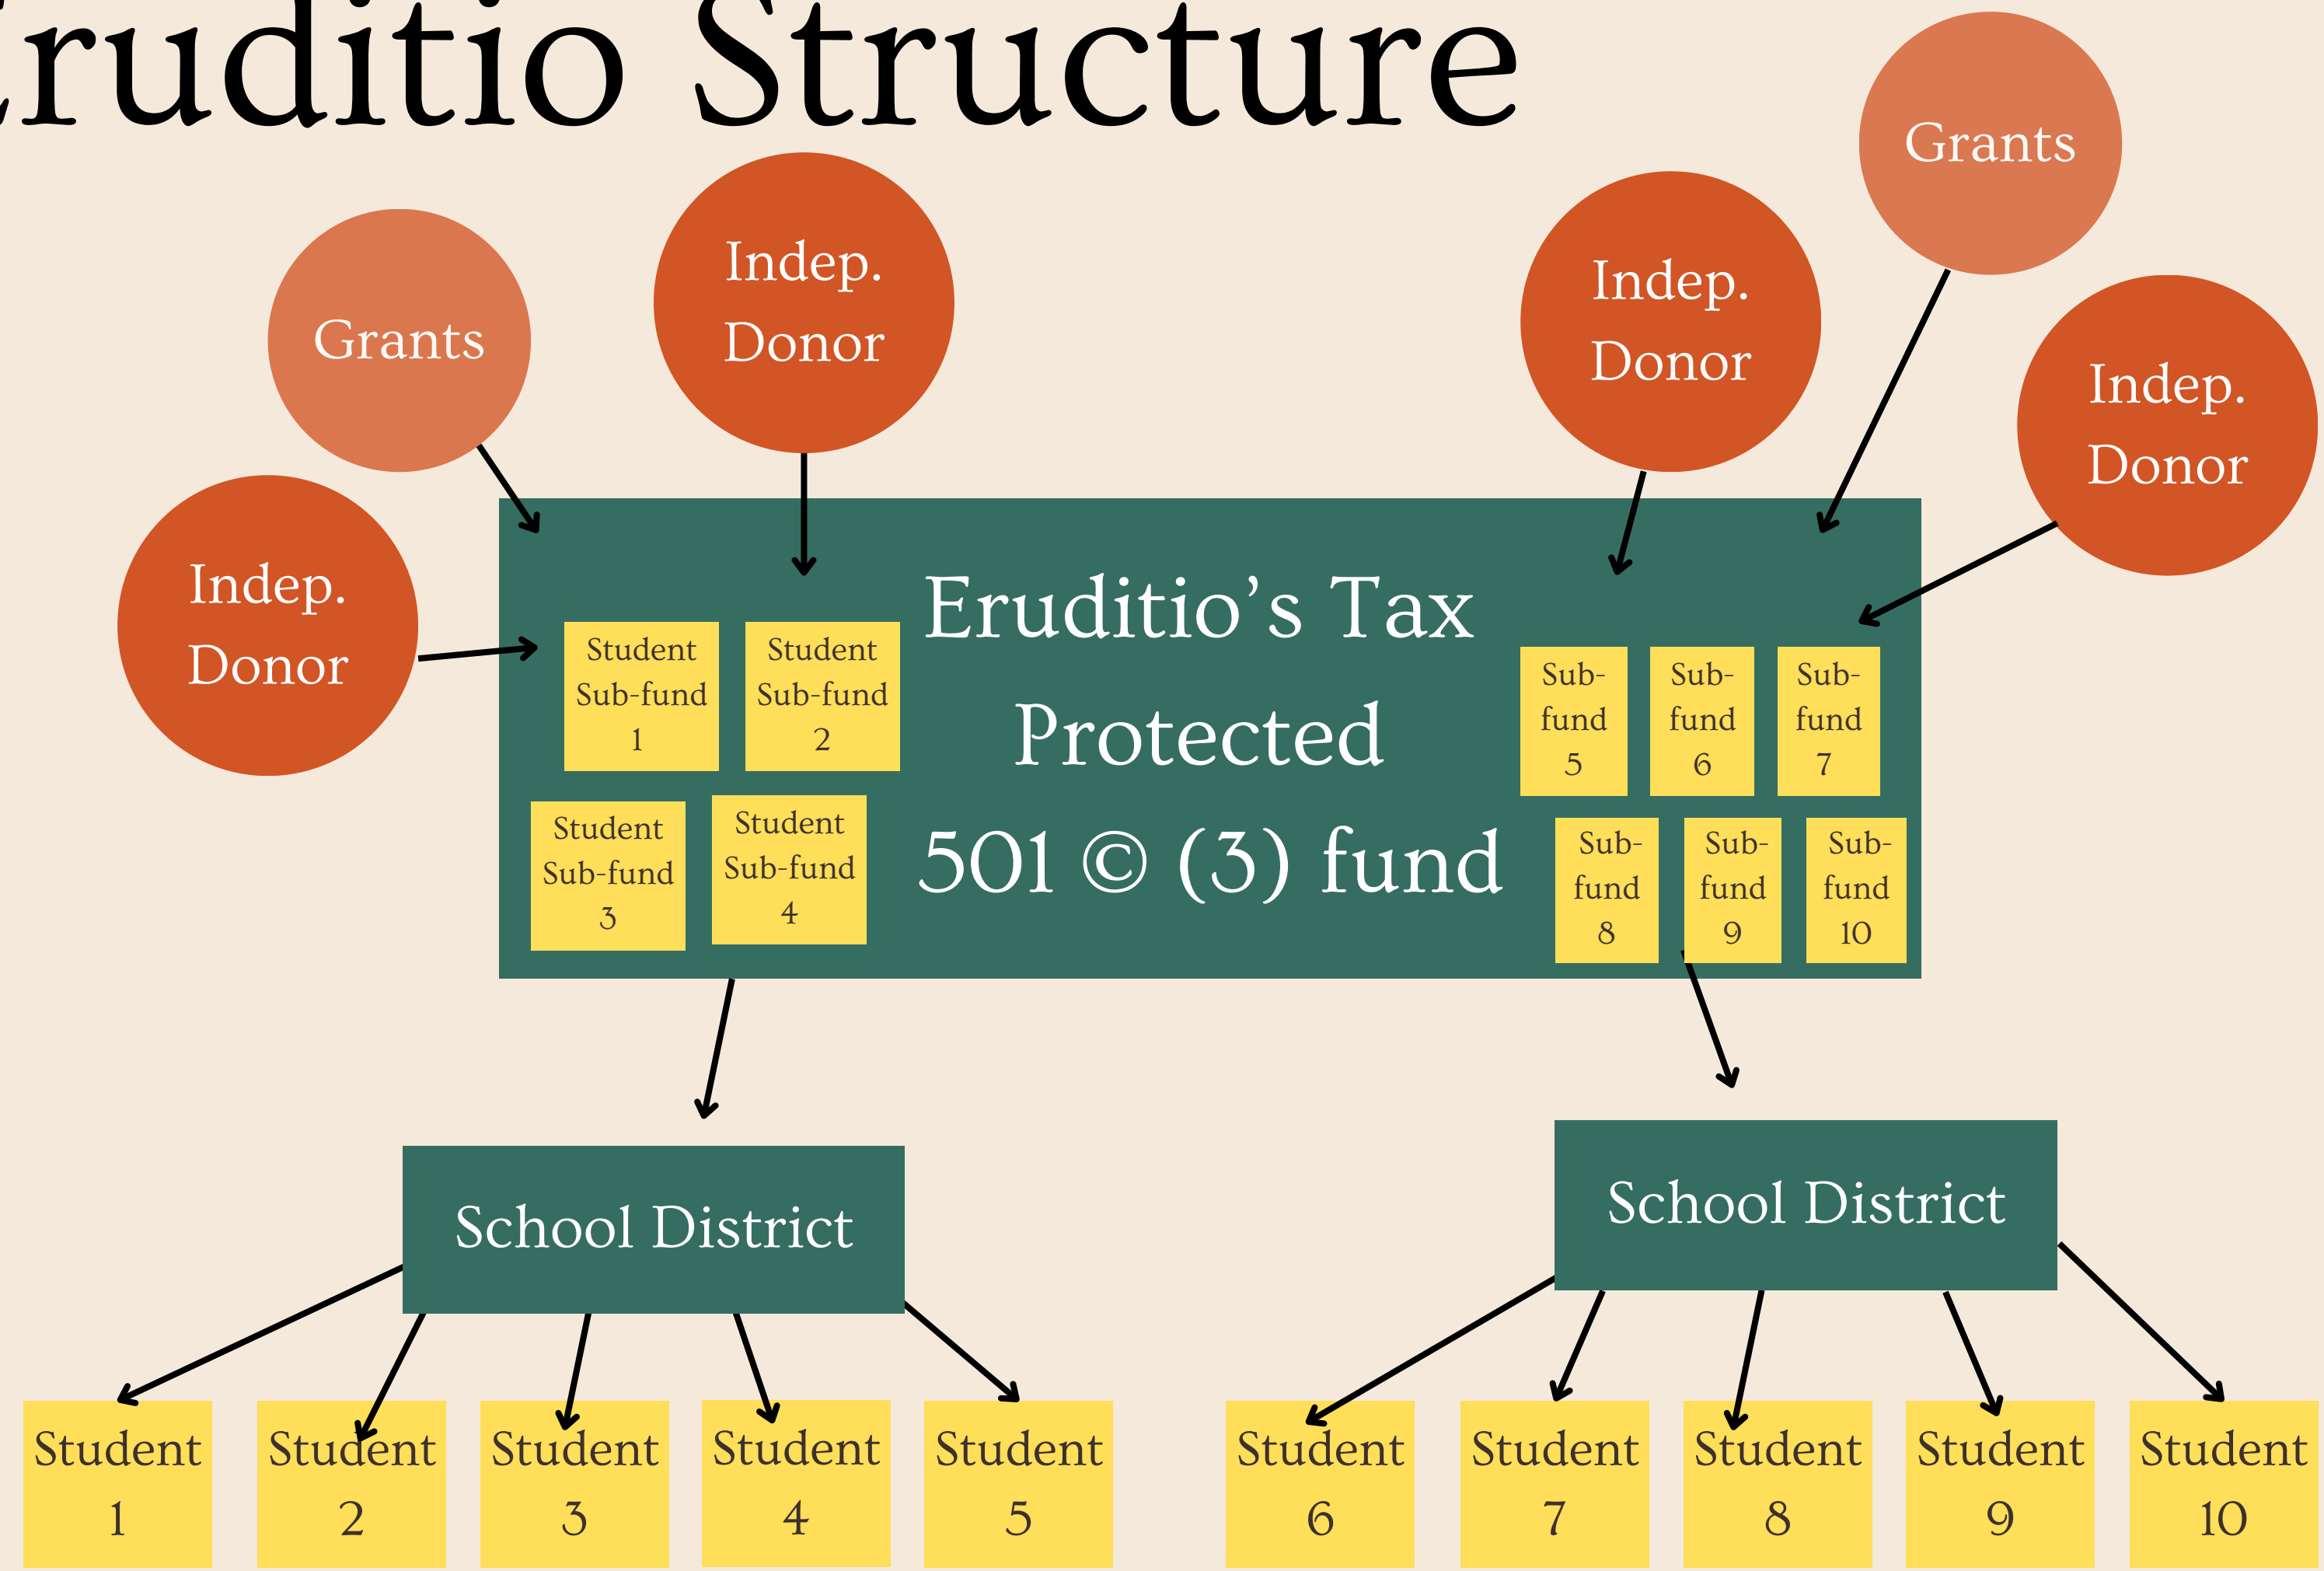 ruditio Structure
Grants
Indep.
Donor
Indep.
Donor
Grants
Indep.
Donor
Indep.
Donor
Eruditio’s Tax
Protected
501 © (3) fund
Student
Sub-fund
1
Student
Sub-fund
2
Student
Sub-fund
3
Student
Sub-fund
4
Sub-
fund
5
Sub-
fund
6
Sub-
fund
7
Sub-
fund
8
Sub-
fund
9
Sub-
fund
10
School District
School District
Student
1
Student
2
Student
3
Student
4
Student
5
Student
6
Student
7
Student
8
Student
9
Student
10